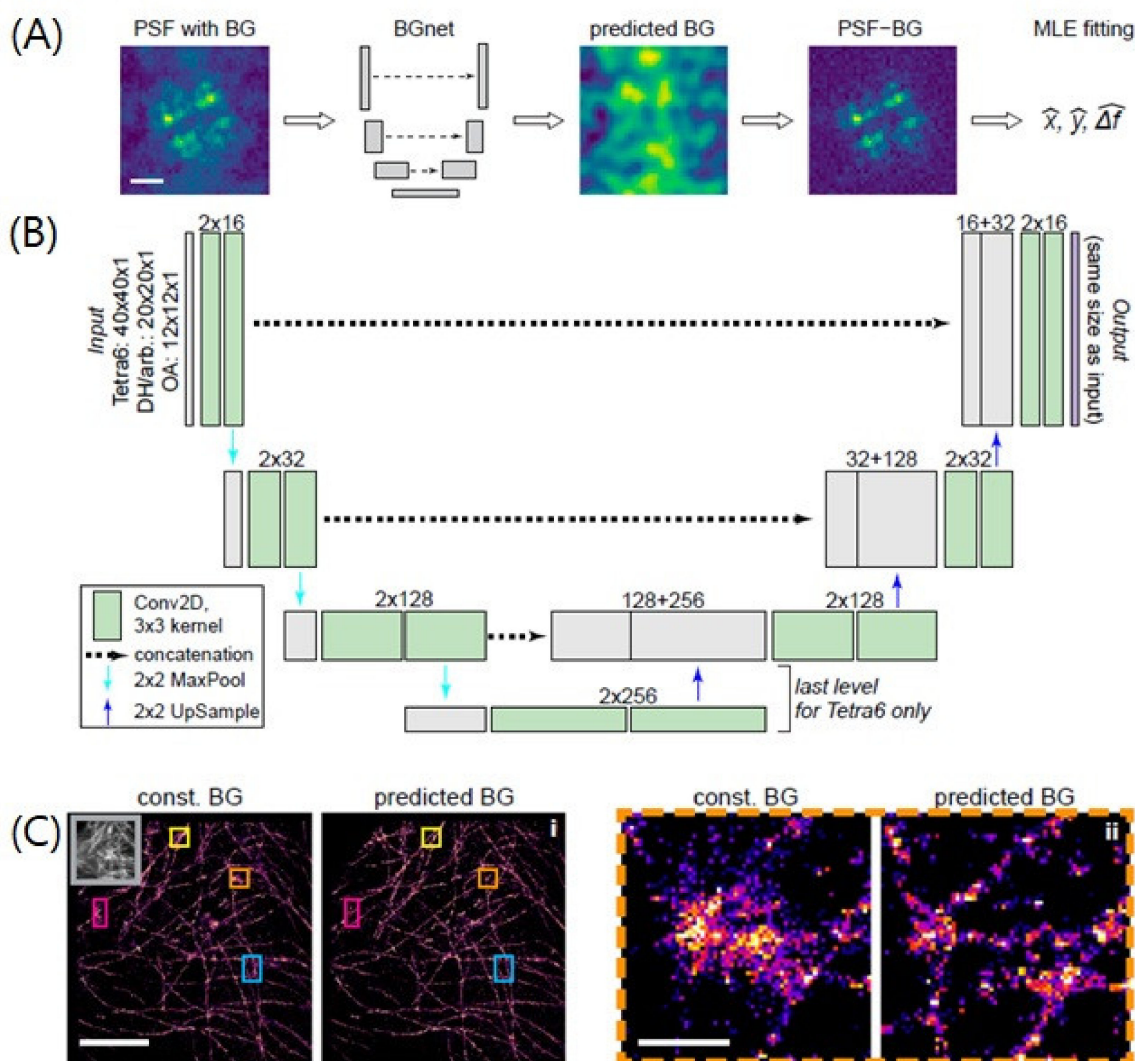 (A)
PSF with BG
BGnet
predicted BG
PSF−BG
MLE fitting
x̂, ŷ, Δf̂
(B)
Input
Tetra6: 40x40x1
DH/arb.: 20x20x1
OA: 12x12x1
2x16
16+32
2x16
Output
(same size as input)
2x32
32+128
2x32
2x128
128+256
2x128
2x256
last level
for Tetra6 only
Conv2D,
3x3 kernel
concatenation
2x2 MaxPool
2x2 UpSample
(C)
const. BG
predicted BG
i
const. BG
predicted BG
ii